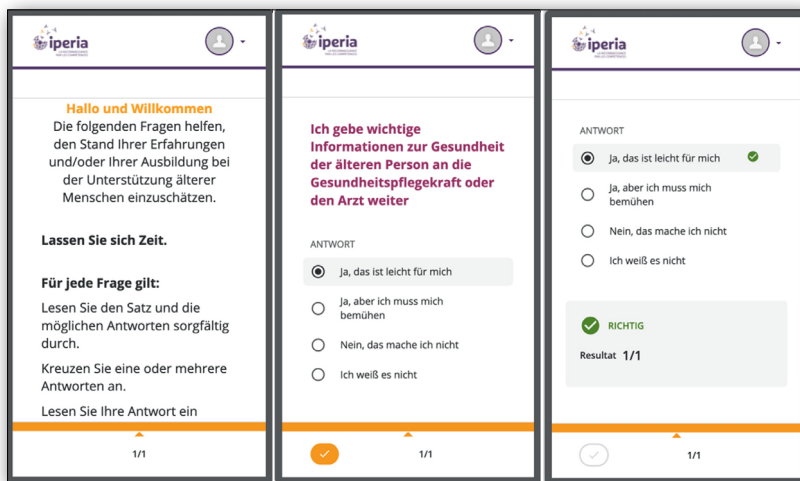 iperia
Hallo und Willkommen
Die folgenden Fragen helfen,
den Stand Ihrer Erfahrungen
und/oder Ihrer Ausbildung bei
der Unterstützung älterer
Menschen einzuschätzen.
Lassen Sie sich Zeit.
Für jede Frage gilt:
Lesen Sie den Satz und die
möglichen Antworten sorgfältig
durch.
Kreuzen Sie eine oder mehrere
Antworten an.
Lesen Sie Ihre Antwort ein
1/1
iperia
Ich gebe wichtige
Informationen zur Gesundheit
der älteren Person an die
Gesundheitspflegekraft oder
den Arzt weiter
ANTWORT
Ja, das ist leicht für mich
Ja, aber ich muss mich
bemühen
Nein, das mache ich nicht
Ich weiß es nicht
1/1
iperia
ANTWORT
Ja, das ist leicht für mich
Ja, aber ich muss mich
bemühen
Nein, das mache ich nicht
Ich weiß es nicht
RICHTIG
Resultat 1/1
1/1